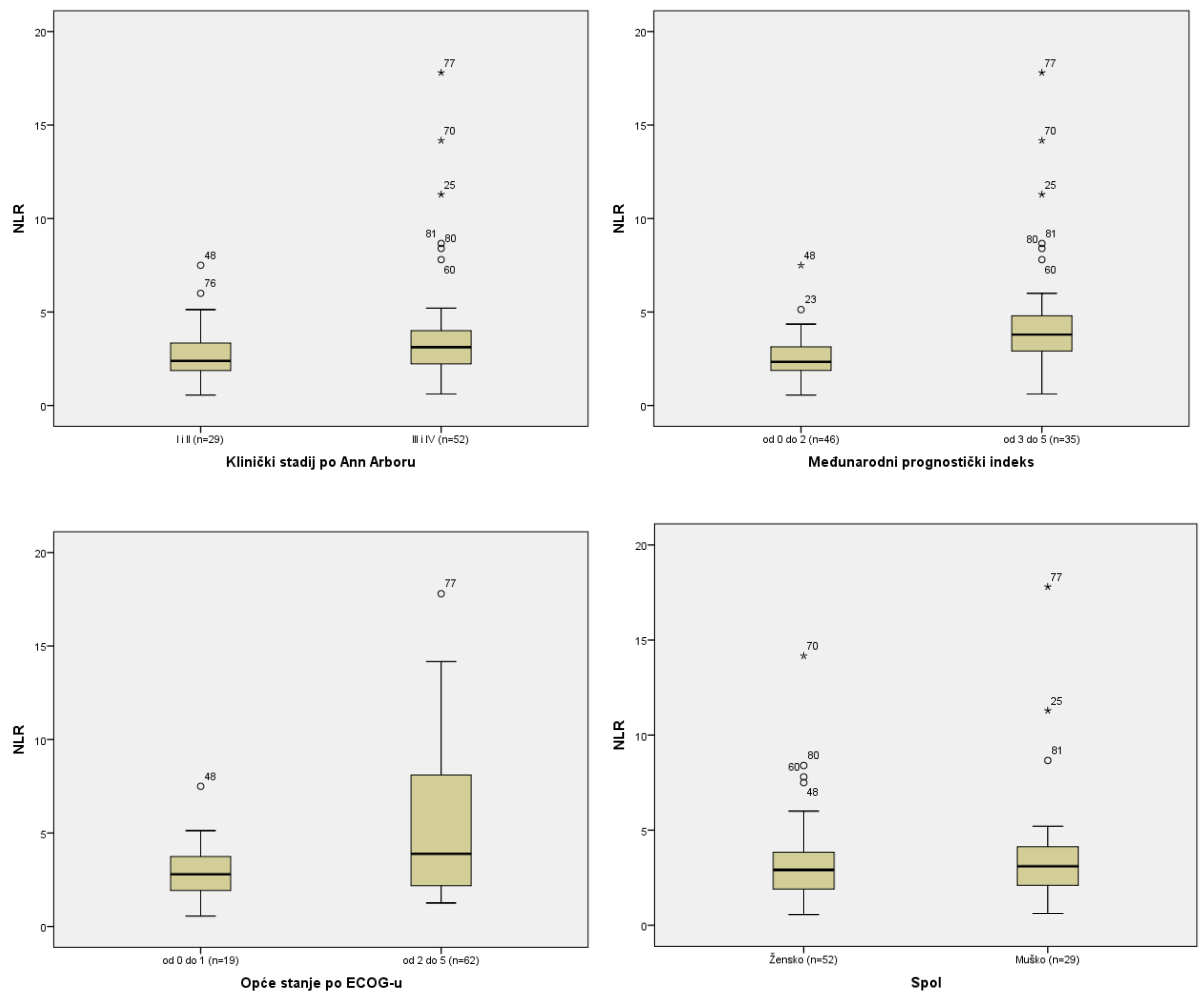 20
15
10
5
0
NLR
77
70
25
81
80
60
48
76
I i II (n=29)
III i IV (n=52)
Klinički stadij po Ann Arboru
20
15
10
5
0
NLR
77
70
25
80
81
60
48
23
od 0 do 2 (n=46)
od 3 do 5 (n=35)
Međunarodni prognostički indeks
20
15
10
5
0
NLR
77
48
od 0 do 1 (n=19)
od 2 do 5 (n=62)
Opće stanje po ECOG-u
20
15
10
5
0
NLR
77
70
25
80
60
48
81
Žensko (n=52)
Muško (n=29)
Spol